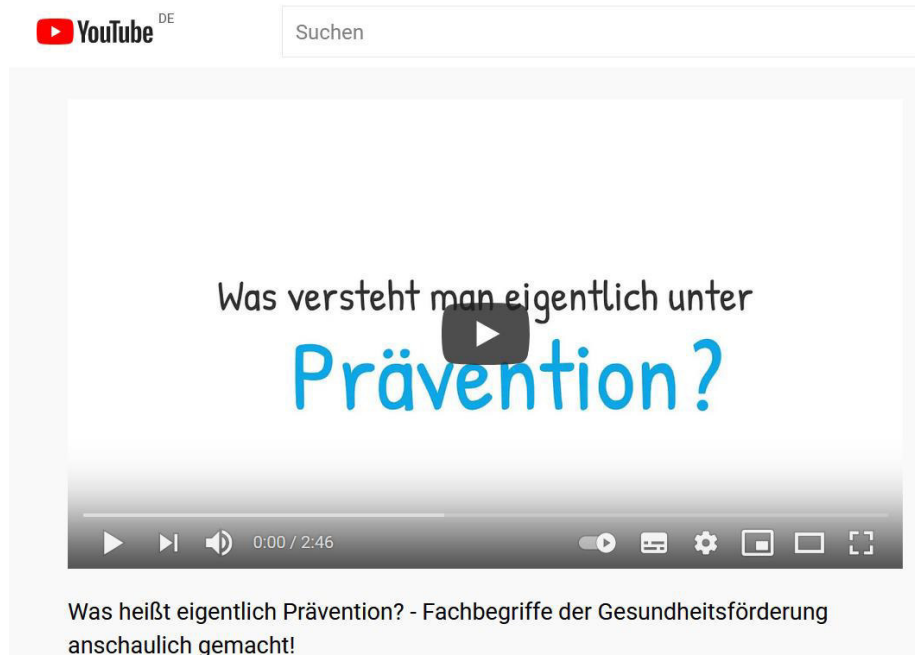 YouTube DE
Suchen
Was versteht man eigentlich unter
Prävention?
0:00 / 2:46
Was heißt eigentlich Prävention? - Fachbegriffe der Gesundheitsförderung
anschaulich gemacht!